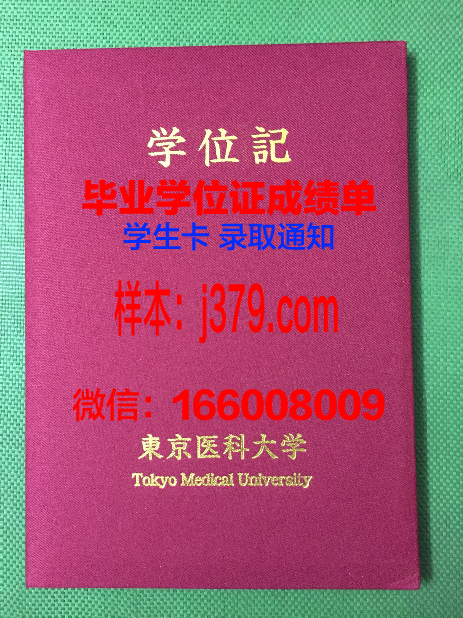 学位記
毕业学位证成绩单
学生卡 录取通知
样本：j379.com
微信：166008009
東京医科大学
Tokyo Medical University